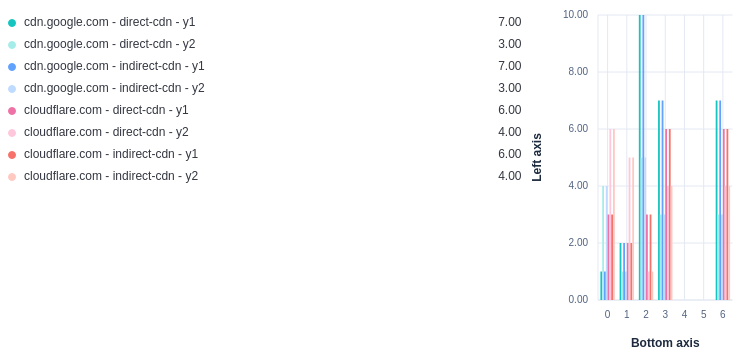 cdn.google.com - direct-cdn - y1 7.00
cdn.google.com - direct-cdn - y2 3.00
cdn.google.com - indirect-cdn - y1 7.00
cdn.google.com - indirect-cdn - y2 3.00
cloudflare.com - direct-cdn - y1 6.00
cloudflare.com - direct-cdn - y2 4.00
cloudflare.com - indirect-cdn - y1 6.00
cloudflare.com - indirect-cdn - y2 4.00
Left axis
10.00
8.00
6.00
4.00
2.00
0.00
0 1 2 3 4 5 6
Bottom axis